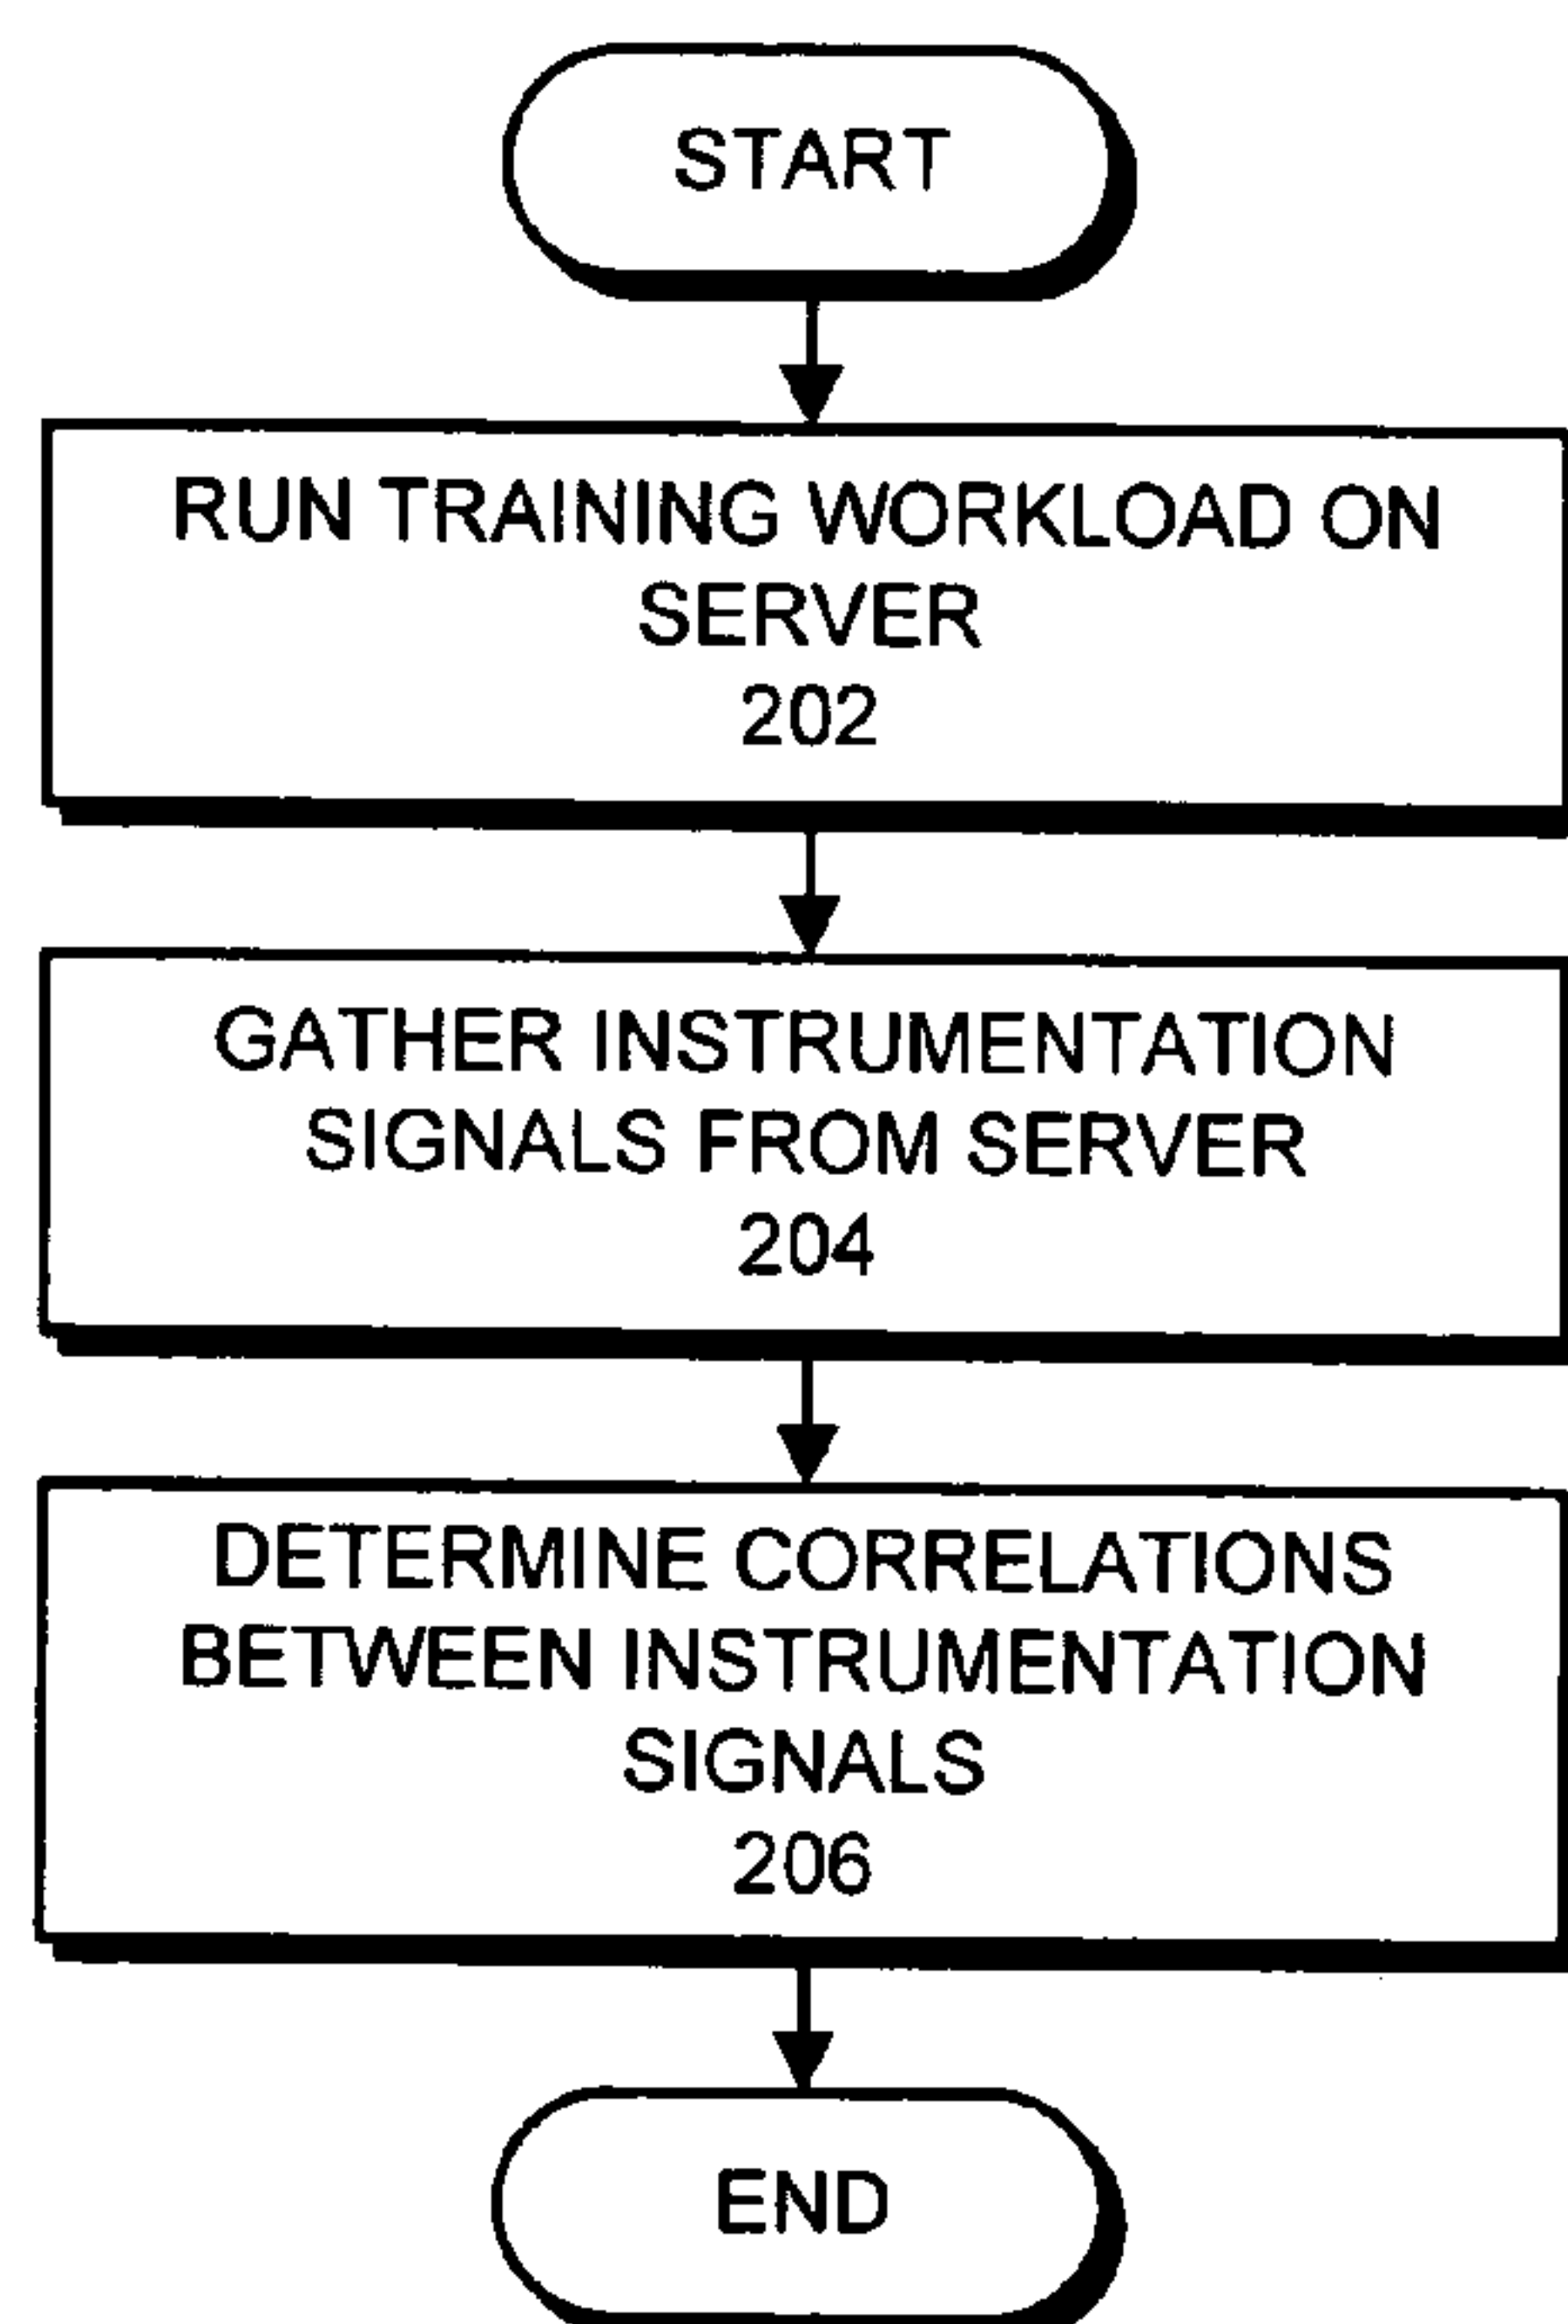 START
RUN TRAINING WORKLOAD ON
SERVER
202
GATHER INSTRUMENTATION
SIGNALS FROM SERVER
204
DETERMINE CORRELATIONS
BETWEEN INSTRUMENTATION
SIGNALS
206
END